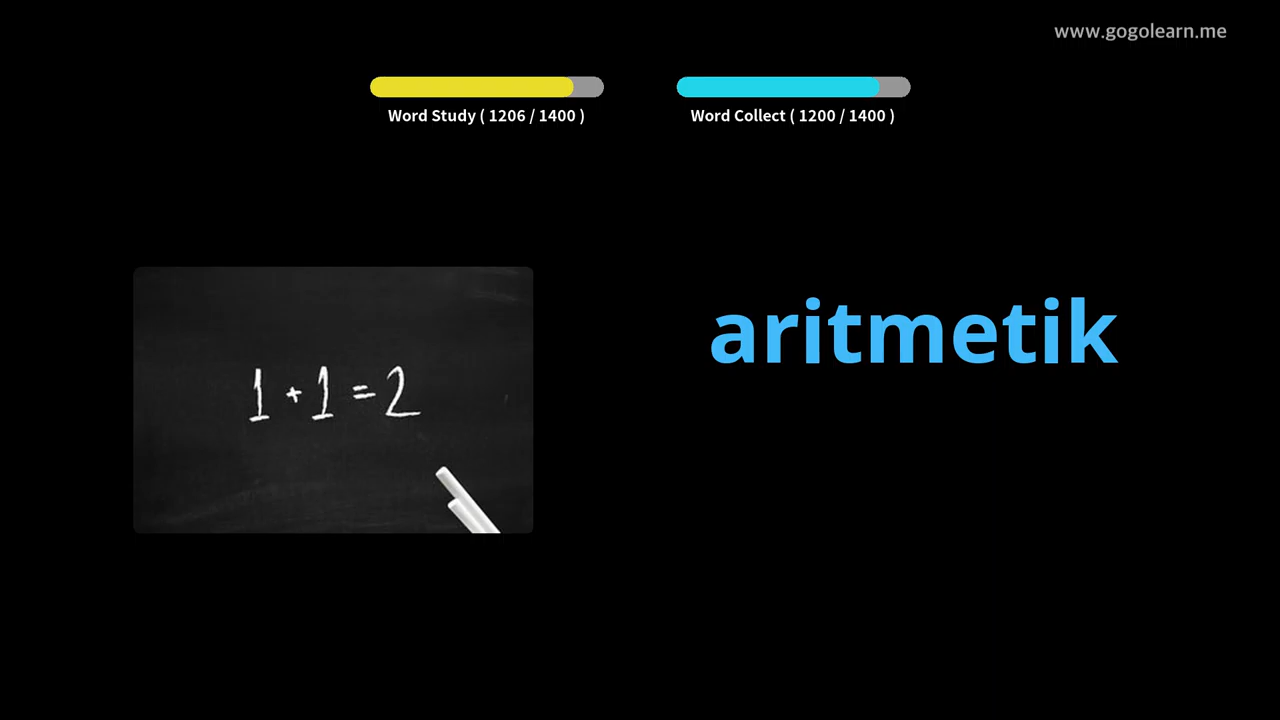 www.gogolearn.me
Word Study ( 1206 / 1400 )
Word Collect ( 1200 / 1400 )
aritmetik
1 + 1 = 2